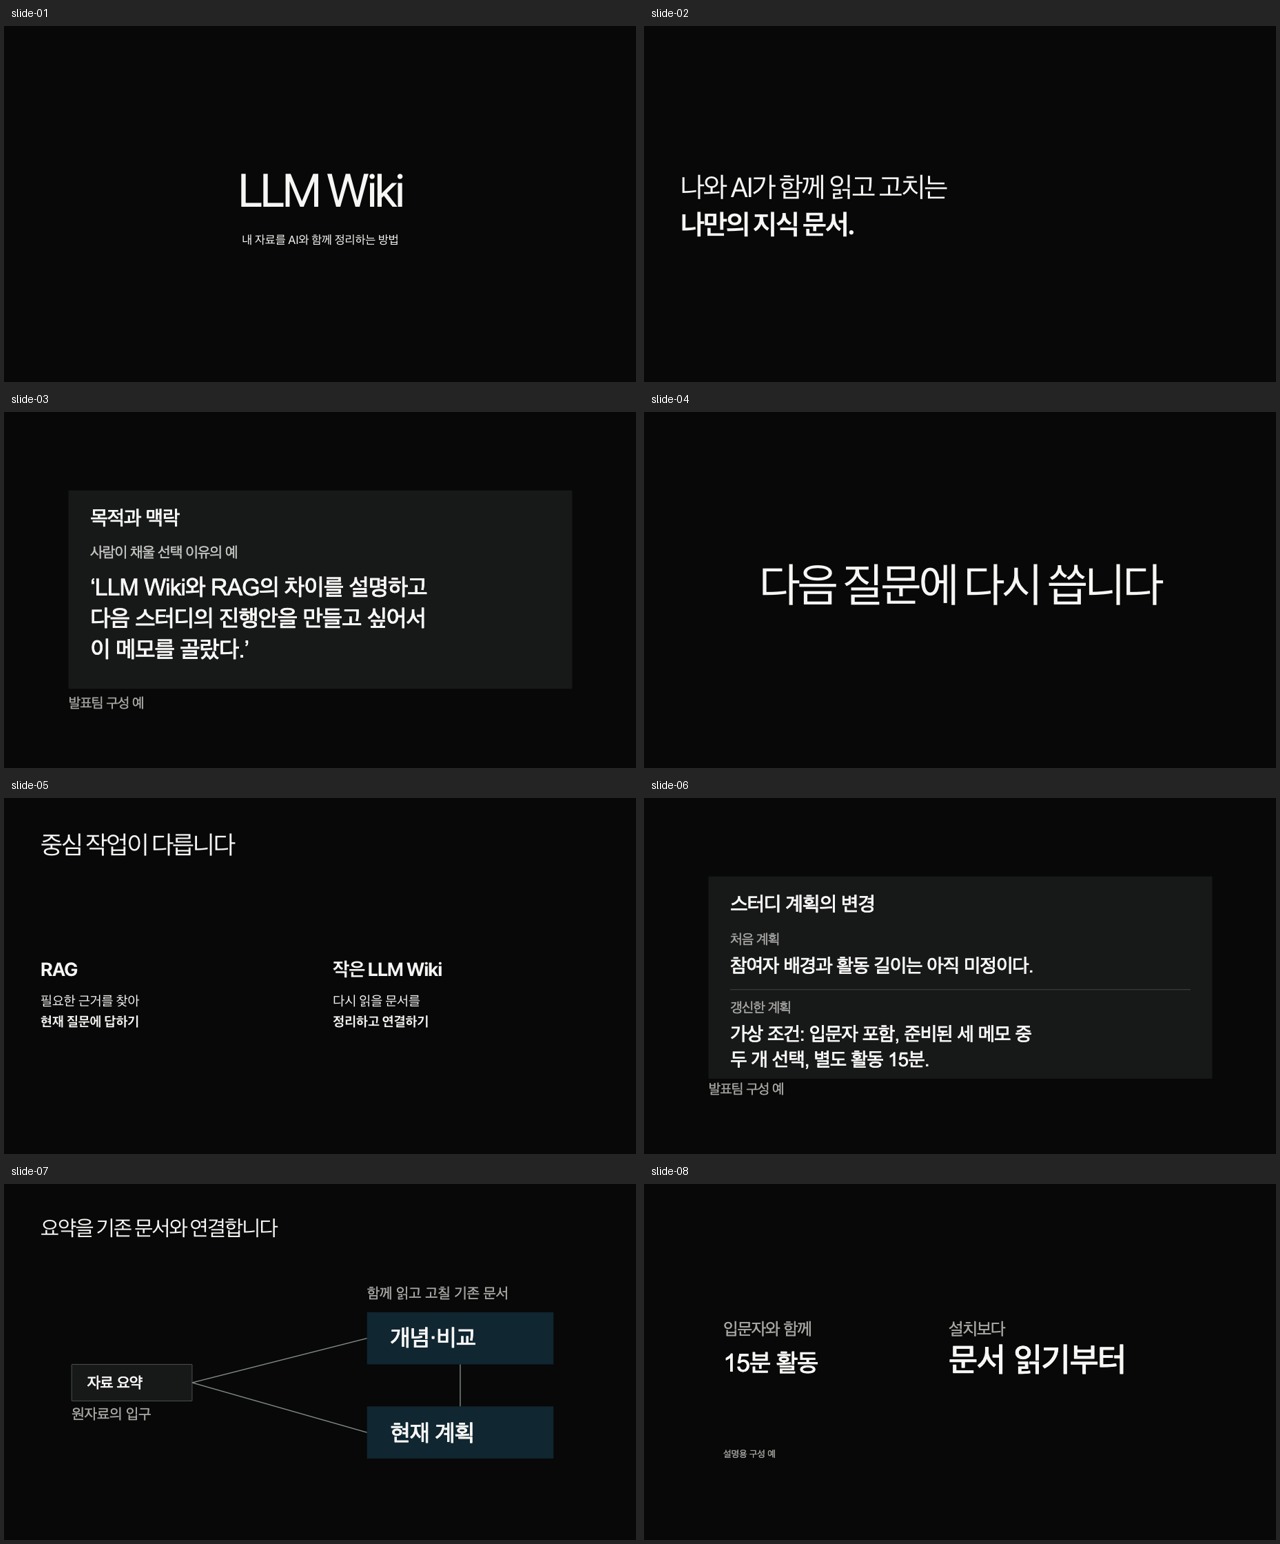 slide-01
LLM Wiki
내 자료를 AI와 함께 정리하는 방법
slide-02
나와 AI가 함께 읽고 고치는
나만의 지식 문서.
slide-03
목적과 맥락
사람이 채울 선택 이유의 예
‘LLM Wiki와 RAG의 차이를 설명하고
다음 스터디의 진행안을 만들고 싶어서
이 메모를 골랐다.’
발표팀 구성 예
slide-04
다음 질문에 다시 씁니다
slide-05
중심 작업이 다릅니다
RAG
필요한 근거를 찾아
현재 질문에 답하기
작은 LLM Wiki
다시 읽을 문서를
정리하고 연결하기
slide-06
스터디 계획의 변경
처음 계획
참여자 배경과 활동 길이는 아직 미정이다.
갱신한 계획
가상 조건: 입문자 포함, 준비된 세 메모 중
두 개 선택, 별도 활동 15분.
발표팀 구성 예
slide-07
요약을 기존 문서와 연결합니다
함께 읽고 고칠 기존 문서
개념·비교
자료 요약
원자료의 입구
현재 계획
slide-08
입문자와 함께
15분 활동
설치보다
문서 읽기부터
설명용 구성 예